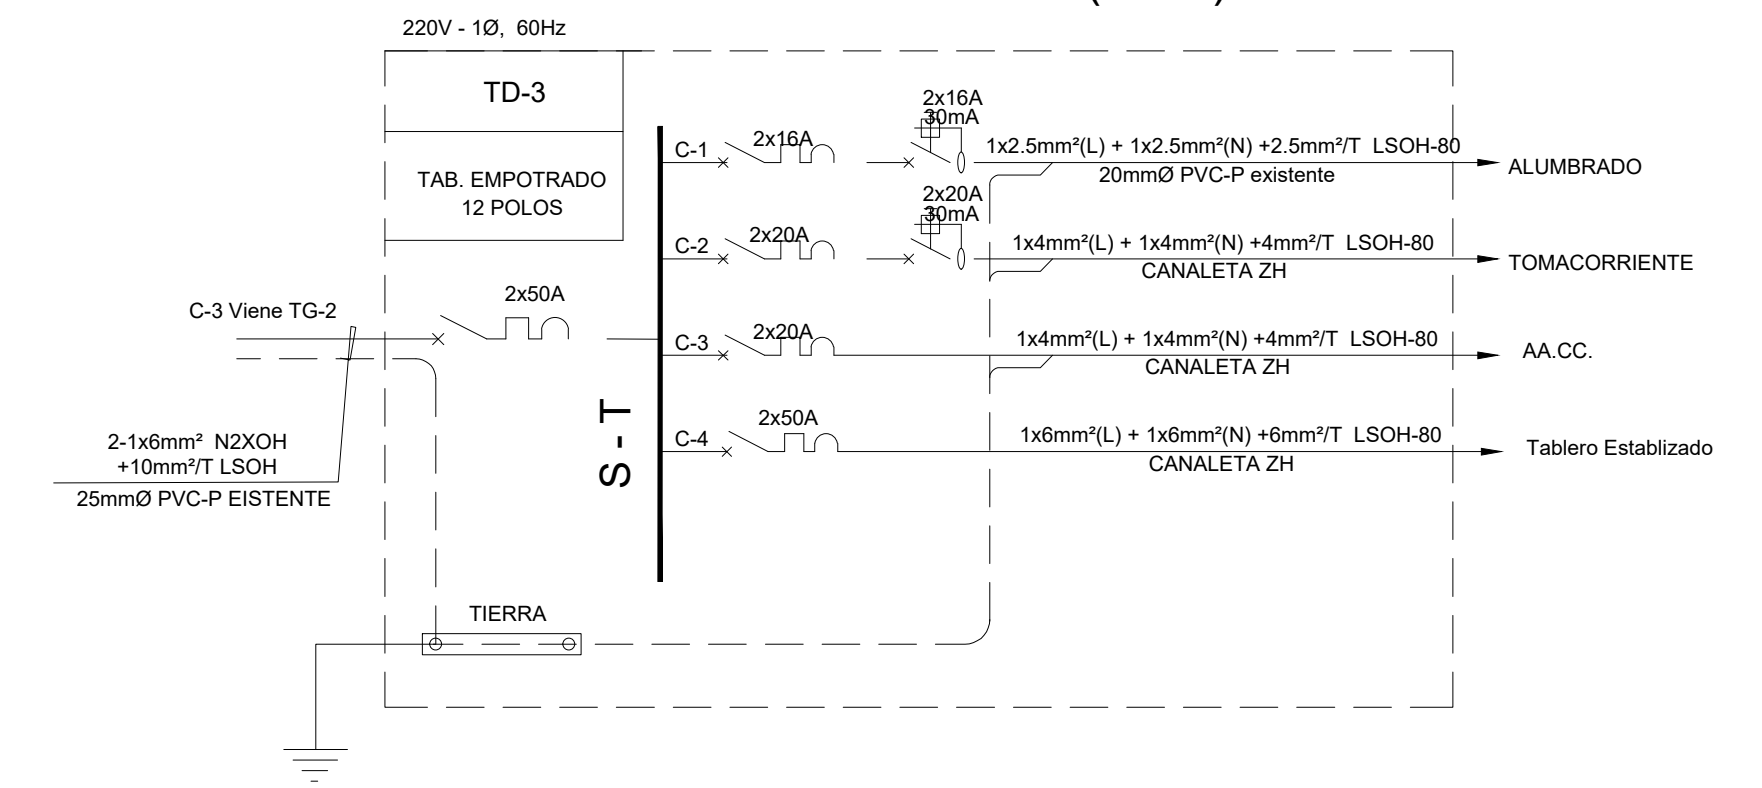 220V - 1Ø, 60Hz
TD-3
TAB. EMPOTRADO
12 POLOS
C-3 Viene TG-2
2x50A
2-1x6mm² N2XOH
+10mm²/T LSOH
25mmØ PVC-P EISTENTE
S - T
TIERRA
C-1
2x16A
2x16A
30mA
1x2.5mm²(L) + 1x2.5mm²(N) +2.5mm²/T LSOH-80
20mmØ PVC-P existente
ALUMBRADO
C-2
2x20A
2x20A
30mA
1x4mm²(L) + 1x4mm²(N) +4mm²/T LSOH-80
CANALETA ZH
TOMACORRIENTE
C-3
2x20A
1x4mm²(L) + 1x4mm²(N) +4mm²/T LSOH-80
CANALETA ZH
AA.CC.
C-4
2x50A
1x6mm²(L) + 1x6mm²(N) +6mm²/T LSOH-80
CANALETA ZH
Tablero Establizado